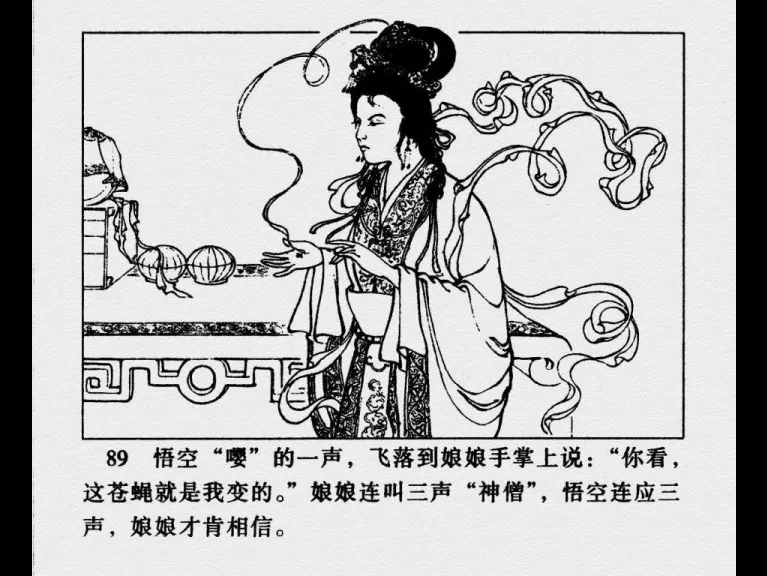 89 悟空“嘤”的一声，飞落到娘娘手掌上说：“你看，
这苍蝇就是我变的。”娘娘连叫三声“神僧”，悟空连应三
声，娘娘才肯相信。